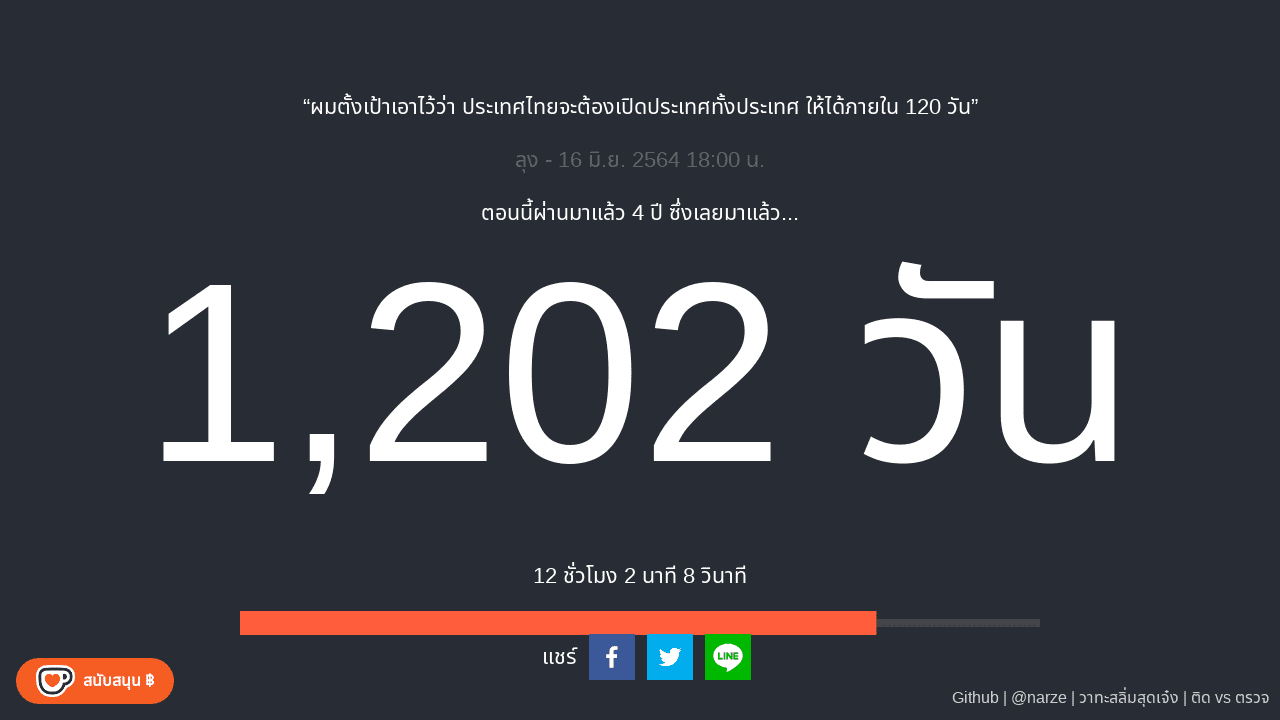 “ผมตั้งเป้าเอาไว้ว่า ประเทศไทยจะต้องเปิดประเทศทั้งประเทศ ให้ได้ภายใน 120 วัน”
ลุง - 16 มิ.ย. 2564 18:00 น.
ตอนนี้ผ่านมาแล้ว 4 ปี ซึ่งเลยมาแล้ว...
1,202 วัน
12 ชั่วโมง 2 นาที 8 วินาที
แชร์
LINE
สนับสนุน ฿
Github | @narze | วาทะสลิ่มสุดเจ๋ง | ติด vs ตรวจ